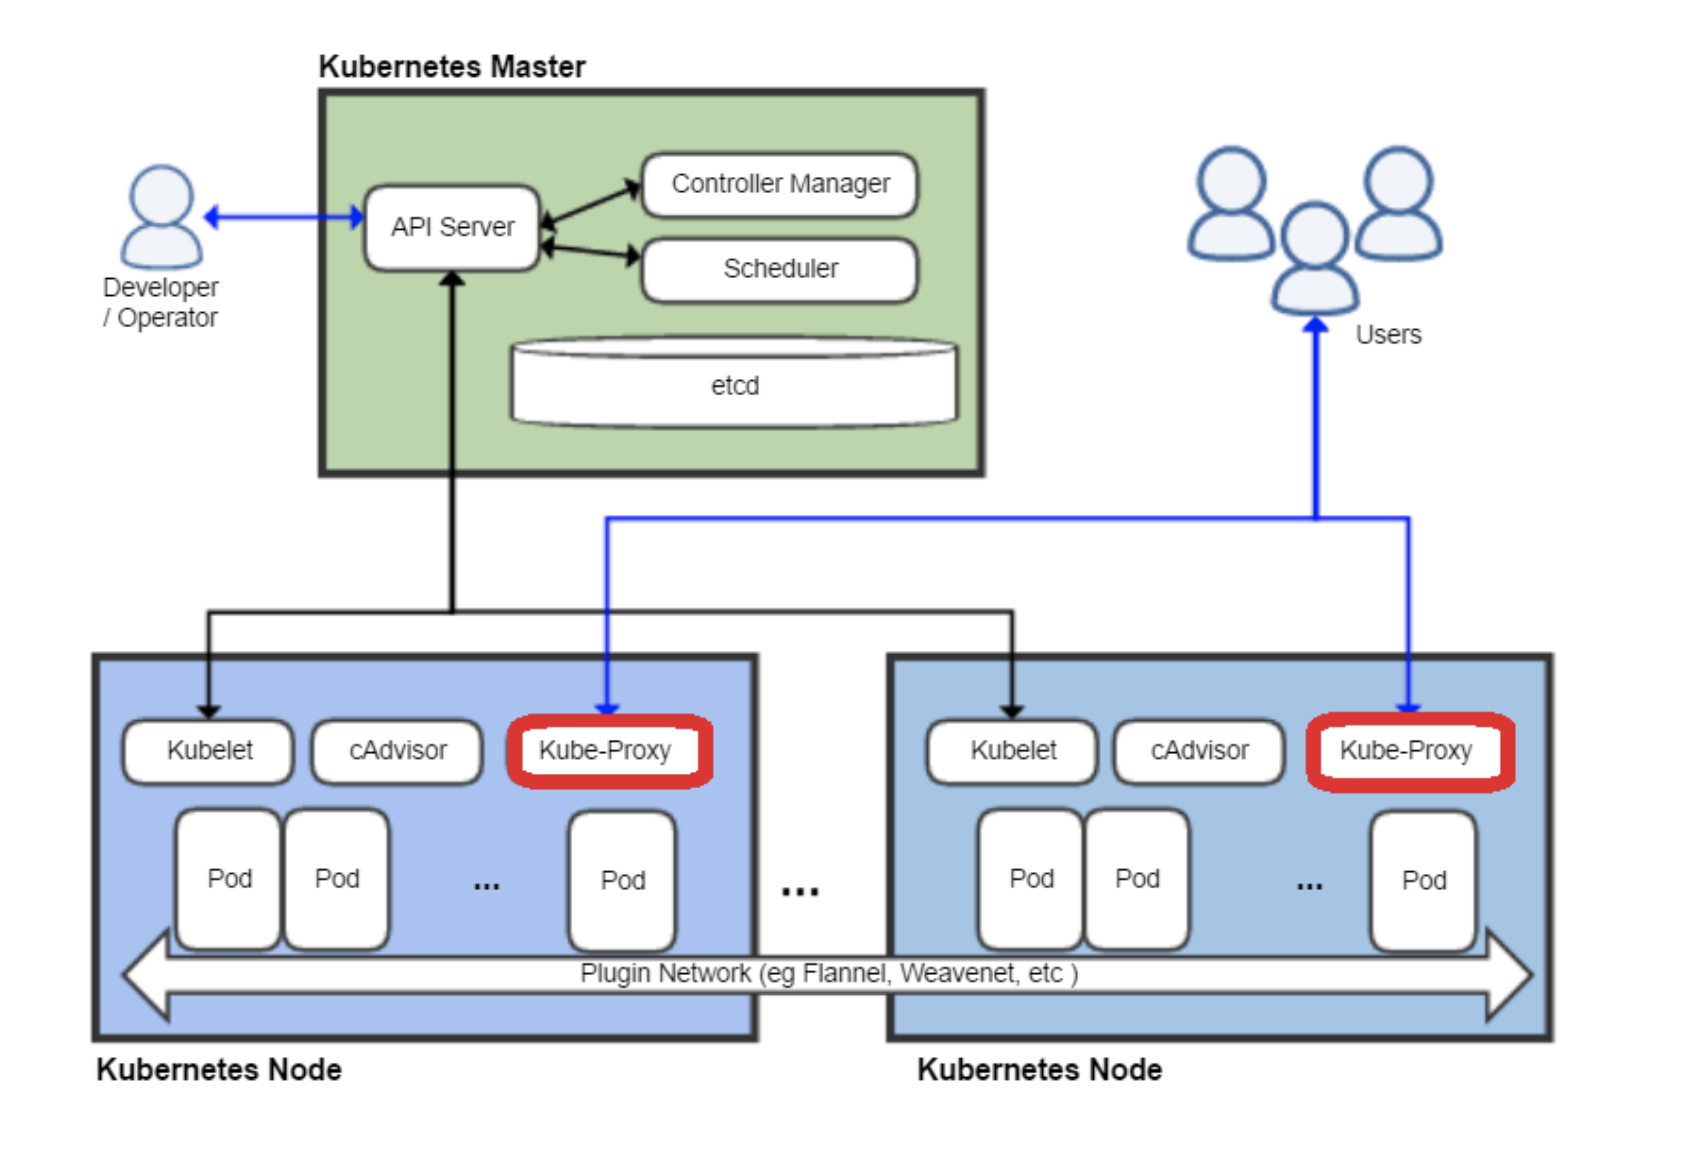 Kubernetes Master
Controller Manager
API Server
Scheduler
etcd
Developer
/ Operator
Users
Kubelet
cAdvisor
Kube-Proxy
Pod
Pod
...
Pod
...
Kubelet
cAdvisor
Kube-Proxy
Pod
Pod
...
Pod
Plugin Network (eg Flannel, Weavenet, etc )
Kubernetes Node
Kubernetes Node